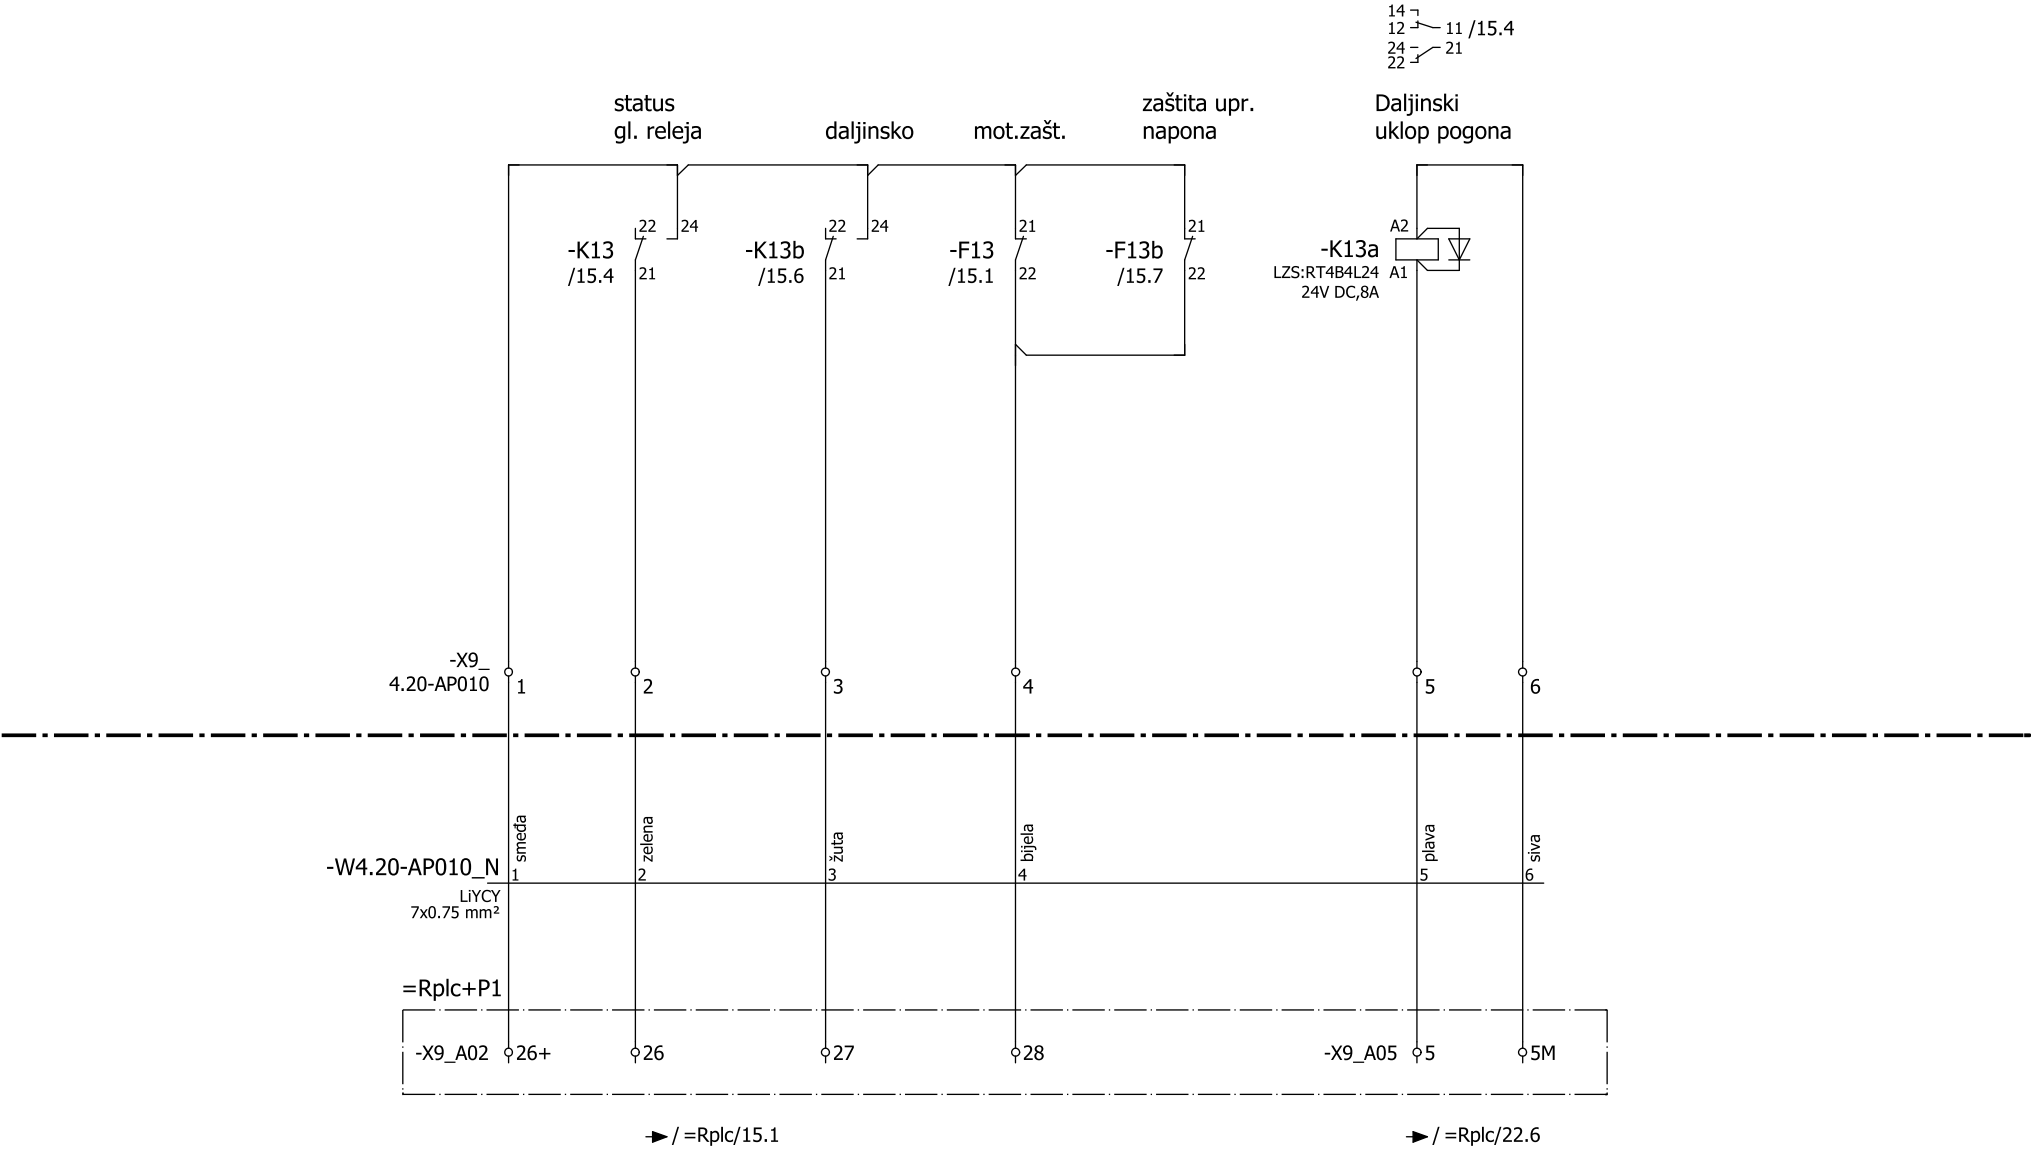 14
12 11 /15.4
24 21
22
status
gl. releja
daljinsko
mot.zašt.
zaštita upr.
napona
Daljinski
uklop pogona
22 24
-K13
/15.4 21
22 24
-K13b
/15.6 21
21
-F13
/15.1 22
21
-F13b
/15.7 22
A2
-K13a
LZS:RT4B4L24 A1
24V DC,8A
-X9_
4.20-AP010 1 2 3 4 5 6
smeđa
zelena
žuta
bijela
plava
siva
-W4.20-AP010_N 1 2 3 4 5 6
LiYCY
7x0.75 mm²
=Rplc+P1
-X9_A02 26+ 26 27 28 -X9_A05 5 5M
/ =Rplc/15.1 / =Rplc/22.6